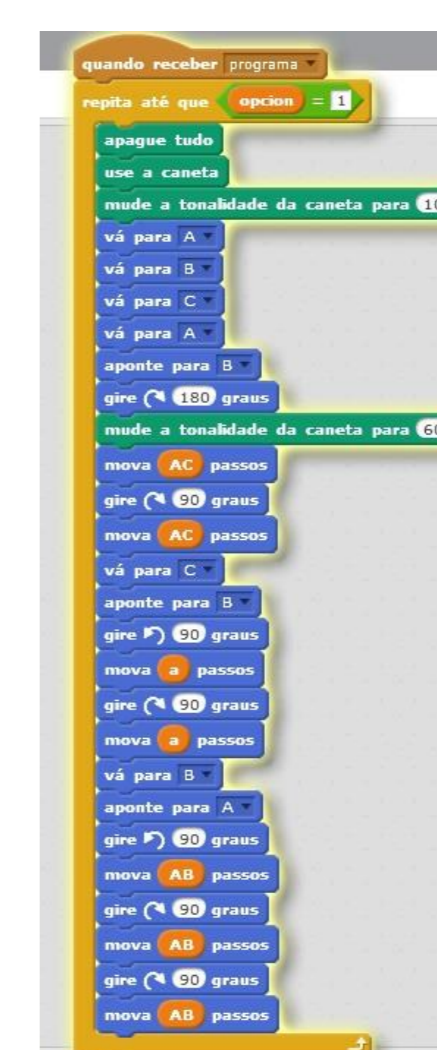 quando receber programa
repita até que opcion = 1
apague tudo
use a caneta
mude a tonalidade da caneta para 10
vá para A
vá para B
vá para C
vá para A
aponte para B
gire 180 graus
mude a tonalidade da caneta para 60
mova AC passos
gire 90 graus
mova AC passos
vá para C
aponte para B
gire 90 graus
mova a passos
gire 90 graus
mova a passos
vá para B
aponte para A
gire 90 graus
mova AB passos
gire 90 graus
mova AB passos
gire 90 graus
mova AB passos